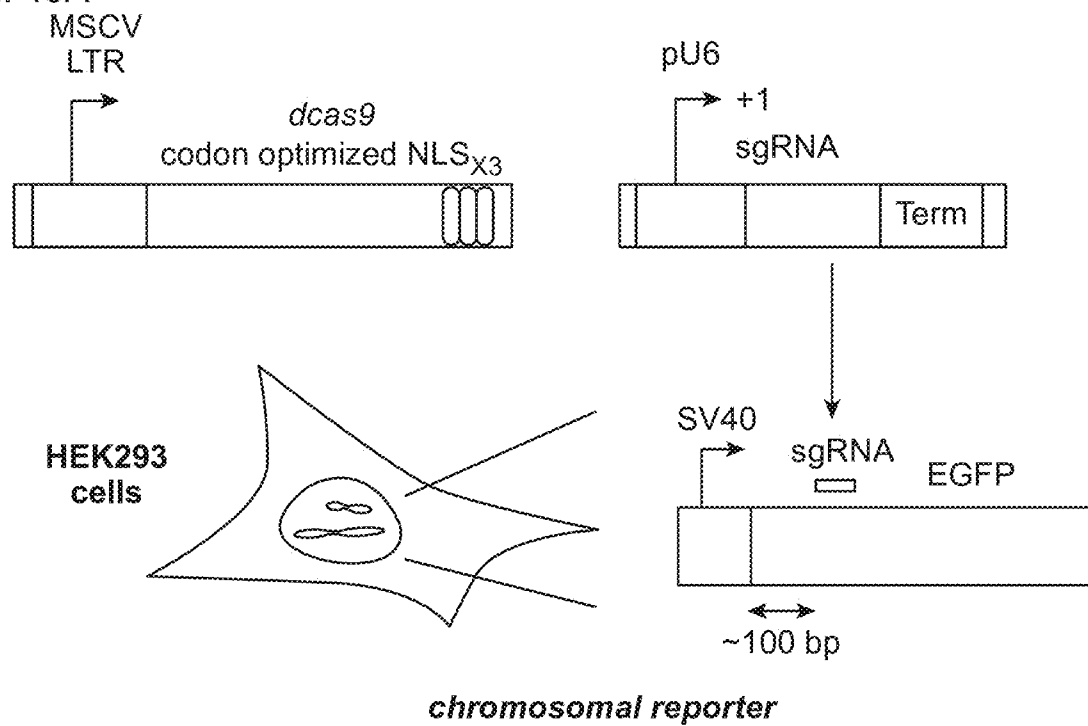 MSCV
LTR
dcas9
codon optimized NLSX3
pU6
+1
sgRNA
Term
HEK293
cells
SV40
sgRNA
EGFP
~100 bp
chromosomal reporter